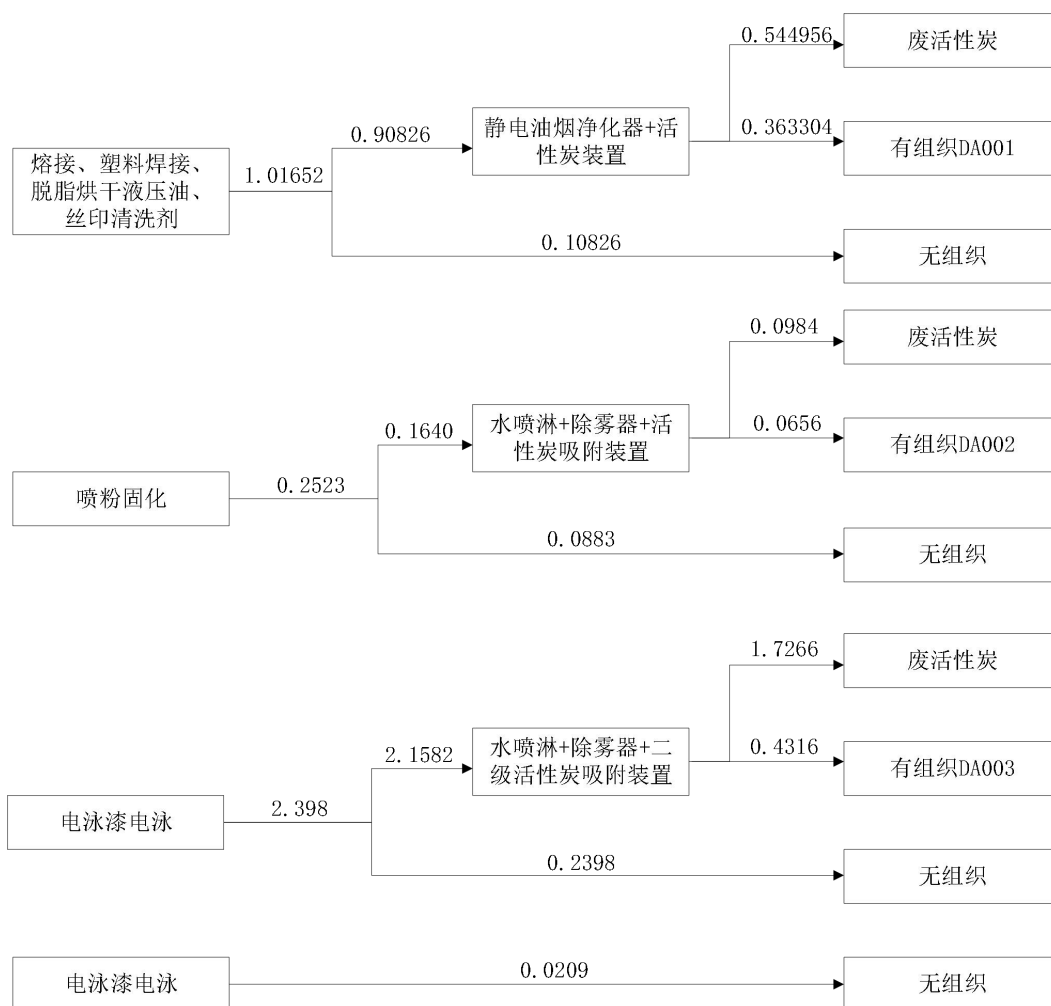 0.544956
废活性炭
0.90826
静电油烟净化器+活
性炭装置
0.363304
有组织DA001
熔接、塑料焊接、
脱脂烘干液压油、
丝印清洗剂
1.01652
0.10826
无组织
0.0984
废活性炭
0.1640
水喷淋+除雾器+活
性炭吸附装置
0.0656
有组织DA002
喷粉固化
0.2523
0.0883
无组织
1.7266
废活性炭
2.1582
水喷淋+除雾器+二
级活性炭吸附装置
0.4316
有组织DA003
电泳漆电泳
2.398
0.2398
无组织
电泳漆电泳
0.0209
无组织